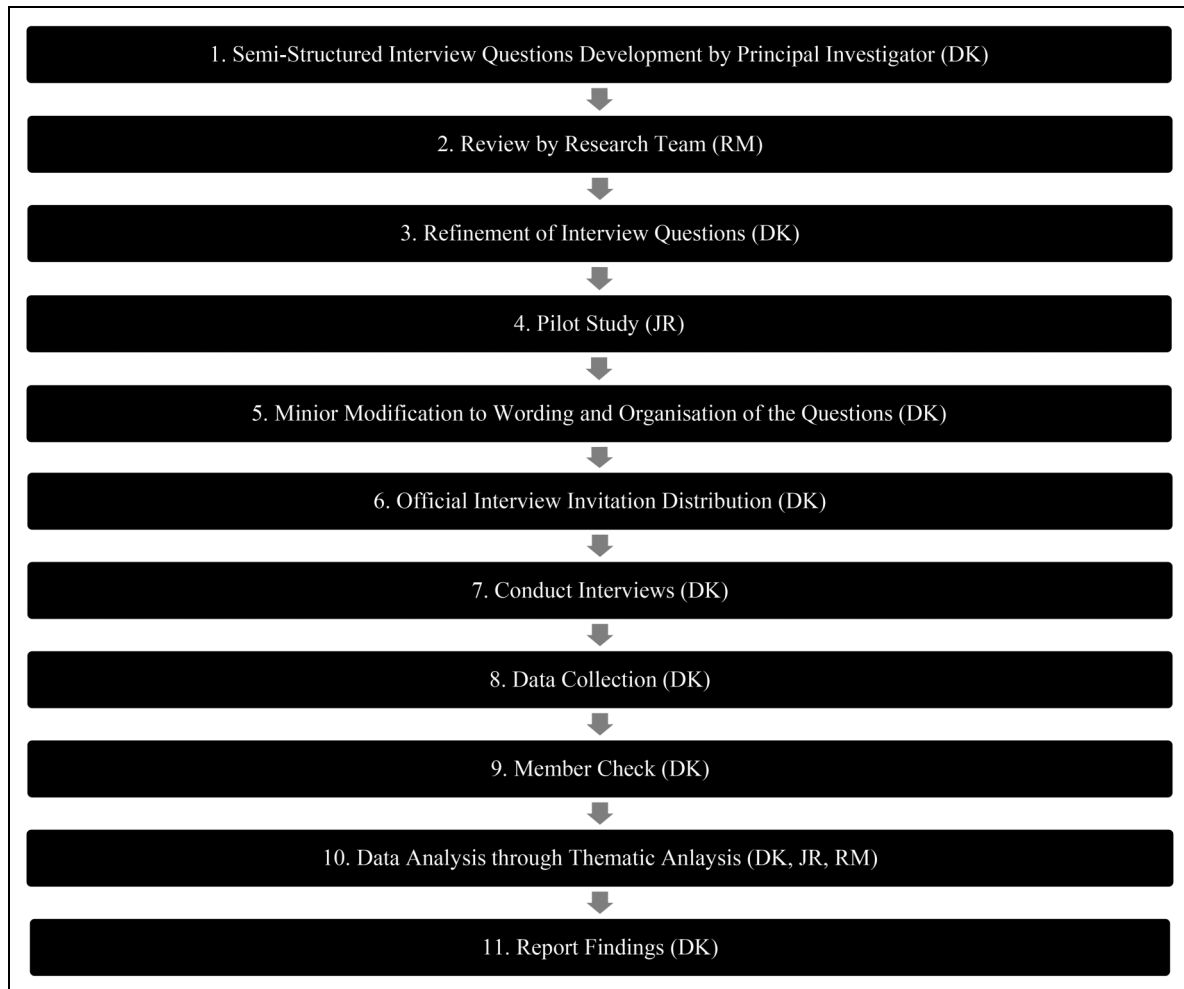 1. Semi-Structured Interview Questions Development by Principal Investigator (DK)
2. Review by Research Team (RM)
3. Refinement of Interview Questions (DK)
4. Pilot Study (JR)
5. Minior Modification to Wording and Organisation of the Questions (DK)
6. Official Interview Invitation Distribution (DK)
7. Conduct Interviews (DK)
8. Data Collection (DK)
9. Member Check (DK)
10. Data Analysis through Thematic Anlaysis (DK, JR, RM)
11. Report Findings (DK)